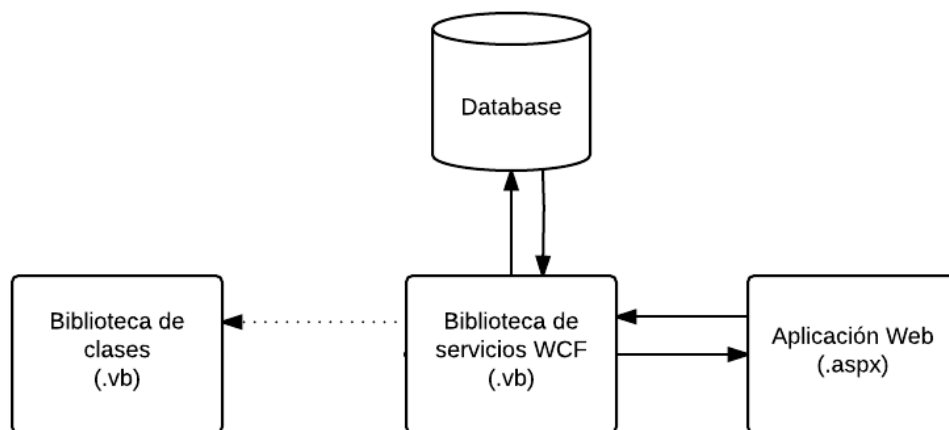 Database
Biblioteca de
clases
(.vb)
Biblioteca de
servicios WCF
(.vb)
Aplicación Web
(.aspx)